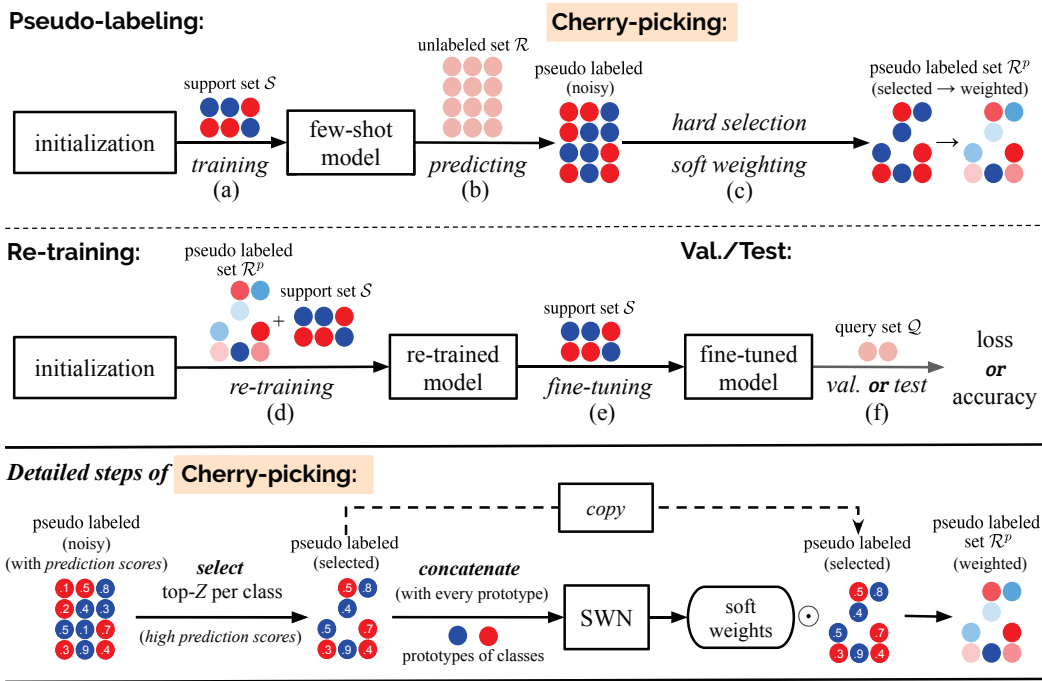 Pseudo-labeling:
Cherry-picking:
unlabeled set R
support set S
pseudo labeled
(noisy)
pseudo labeled set R^p
(selected → weighted)
initialization
few-shot
model
hard selection
→
training
predicting
soft weighting
(a)
(b)
(c)
Re-training:
Val./Test:
pseudo labeled
set R^p
+
support set S
support set S
query set Q
initialization
re-trained
model
fine-tuned
model
loss
or
accuracy
re-training
fine-tuning
val. or test
(d)
(e)
(f)
Detailed steps of Cherry-picking:
copy
pseudo labeled
(noisy)
(with prediction scores)
select
top-Z per class
(high prediction scores)
pseudo labeled
(selected)
concatenate
(with every prototype)
prototypes of classes
SWN
soft
weights
⊙
pseudo labeled
(selected)
pseudo labeled
set R^p
(weighted)
.1 .5 .8
.2 .4 .3
.5 .1 .7
.3 .9 .4
.5 .8
.4
.5 .7
.3 .9 .4
.5 .8
.4
.5 .7
.3 .9 .4